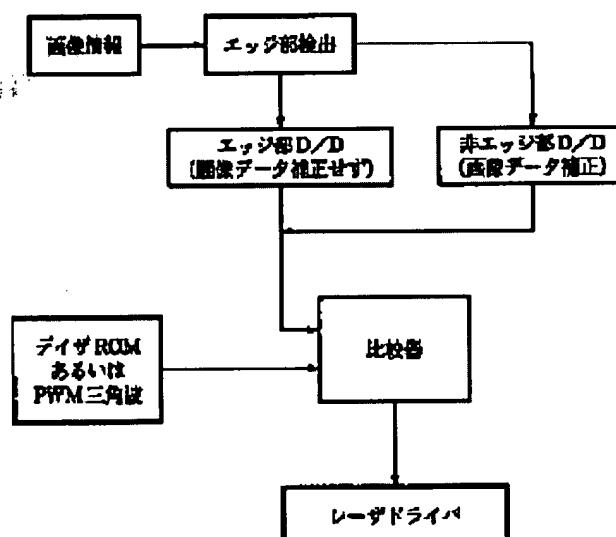 画像情報
エッジ部検出
エッジ部D/D
(画像データ補正せず)
非エッジ部D/D
(画像データ補正)
デイザROM
あるいは
PWM三角波
比較器
レーザドライバ